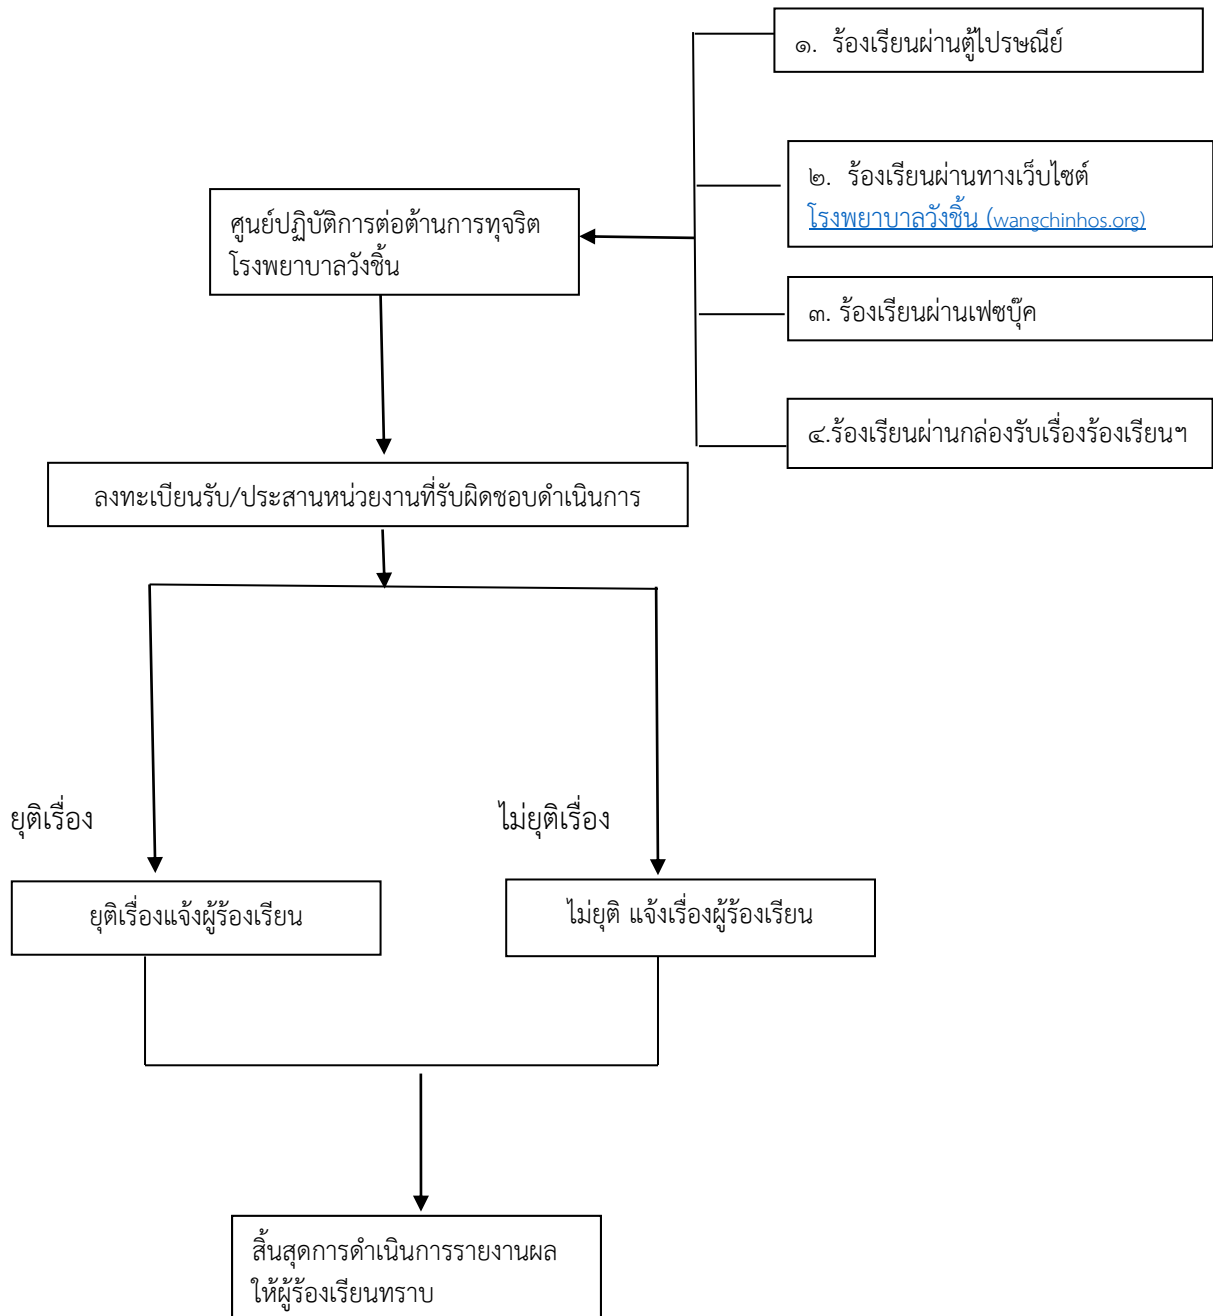 ๑. ร้องเรียนผ่านตู้ไปรษณีย์
๒. ร้องเรียนผ่านทางเว็บไซต์
โรงพยาบาลวังชิ้น (wangchinhos.org)
ศูนย์ปฏิบัติการต่อต้านการทุจริต
โรงพยาบาลวังชิ้น
๓. ร้องเรียนผ่านเฟซบุ๊ค
๔.ร้องเรียนผ่านกล่องรับเรื่องร้องเรียนฯ
ลงทะเบียนรับ/ประสานหน่วยงานที่รับผิดชอบดำเนินการ
ยุติเรื่อง
ไม่ยุติเรื่อง
ยุติเรื่องแจ้งผู้ร้องเรียน
ไม่ยุติ แจ้งเรื่องผู้ร้องเรียน
สิ้นสุดการดำเนินการรายงานผล
ให้ผู้ร้องเรียนทราบ